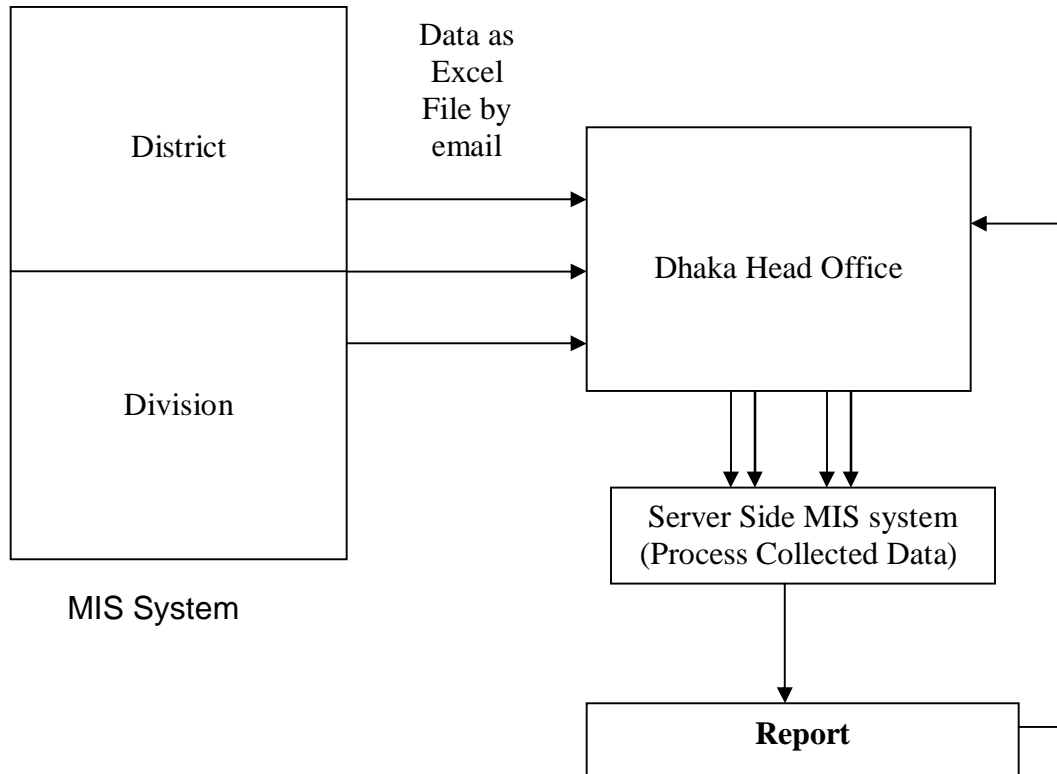 Data as
Excel
File by
email
District
Dhaka Head Office
Division
Server Side MIS system
(Process Collected Data)
MIS System
Report